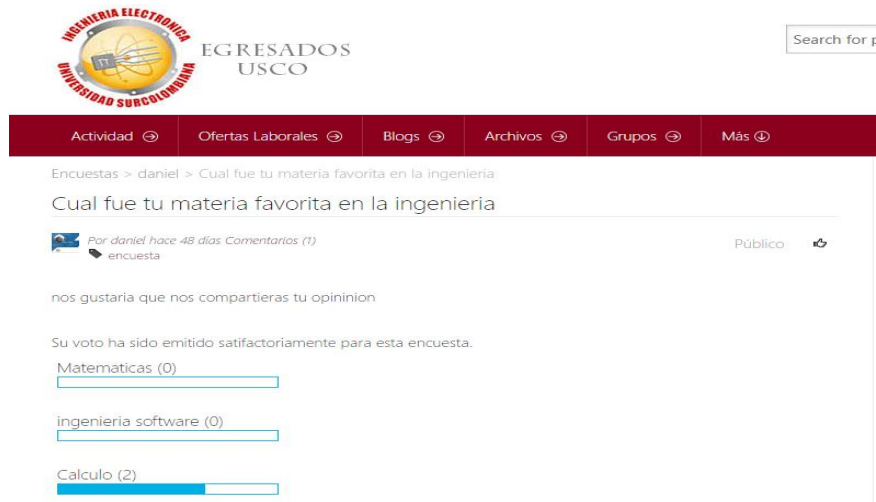 INGENIERIA ELECTRONICA
UNIVERSIDAD SURCOLOMBIANA
EGRESADOS
USCO
Search for p
Actividad Ofertas Laborales Blogs Archivos Grupos Más
Encuestas > daniel > Cual fue tu materia favorita en la ingenieria
Cual fue tu materia favorita en la ingenieria
Por daniel hace 48 días Comentarios (1)
encuesta
Público
nos gustaria que nos compartieras tu opininion
Su voto ha sido emitido satifactoriamente para esta encuesta.
Matematicas (0)
ingenieria software (0)
Calculo (2)